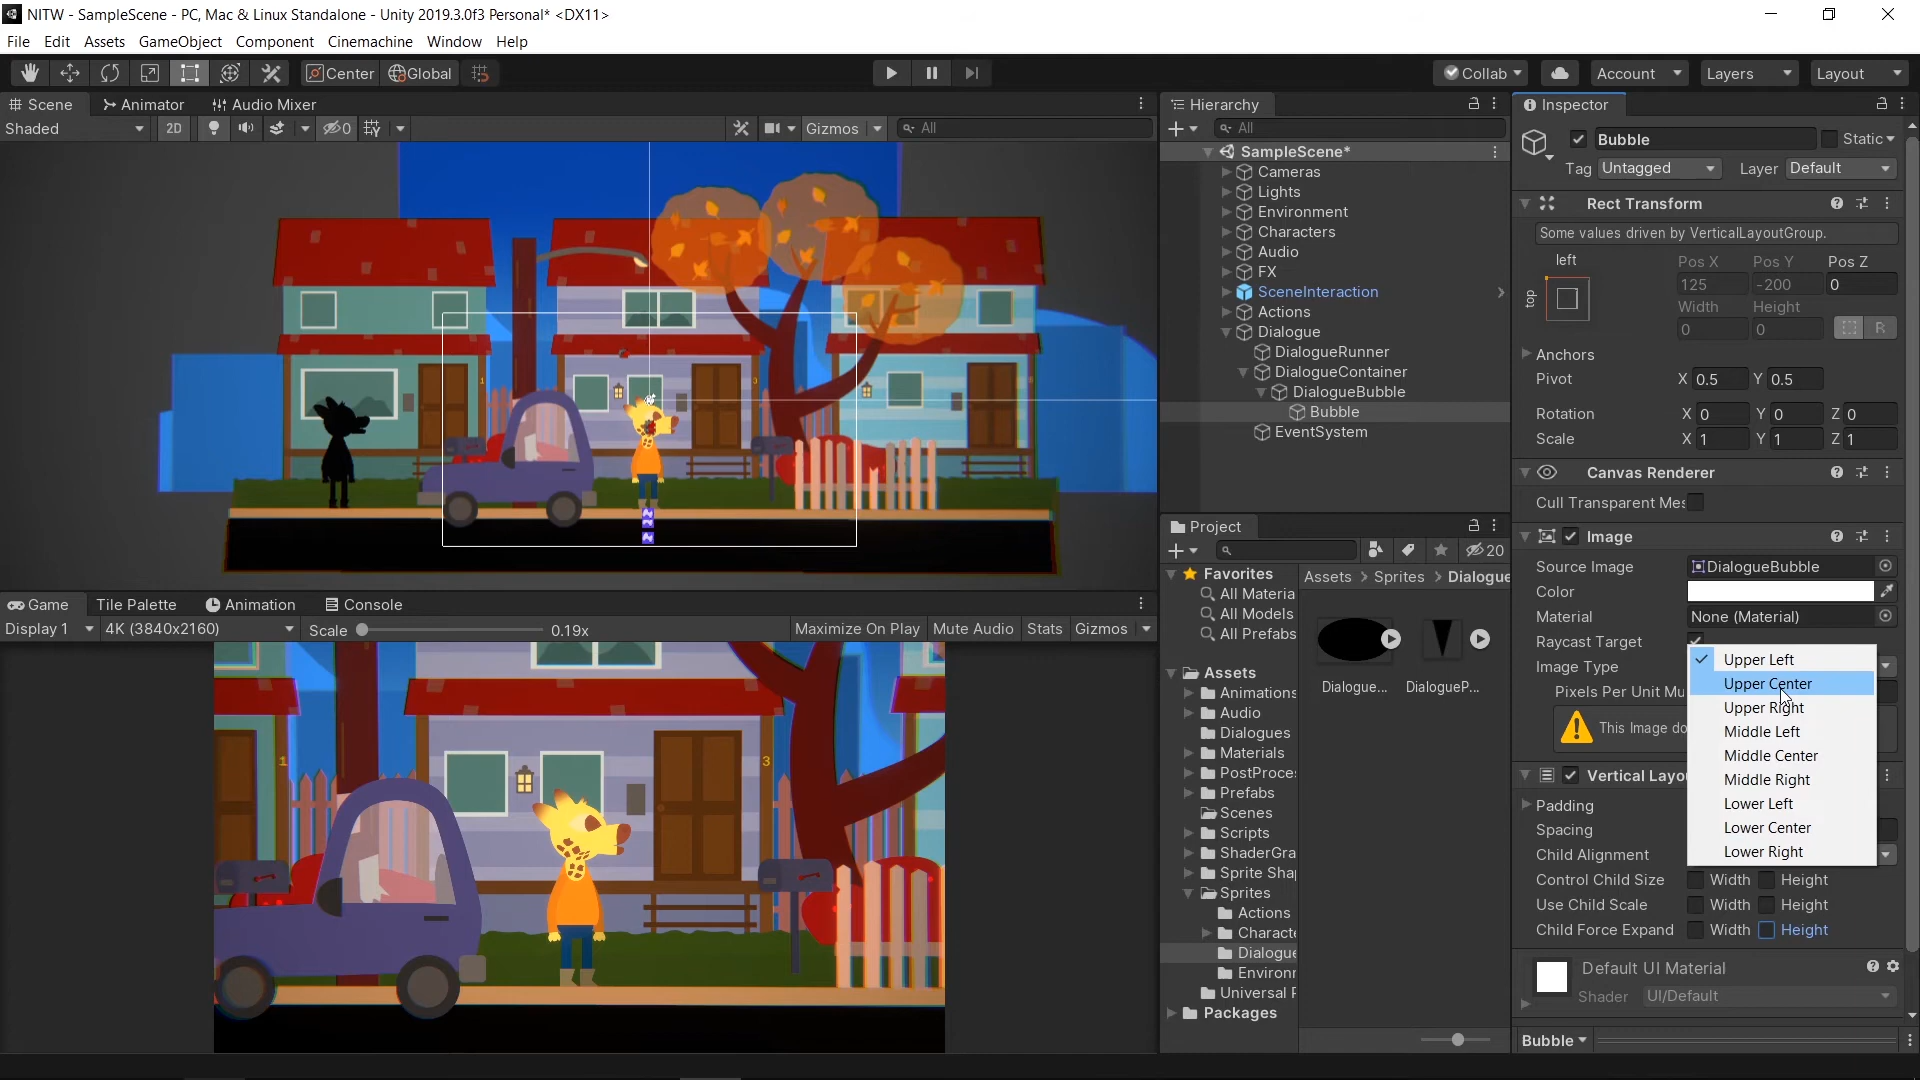 NITW - SampleScene - PC, Mac & Linux Standalone - Unity 2019.3.0f3 Personal* <DX11>
File Edit Assets GameObject Component Cinemachine Window Help
Center Global Collab Account Layers Layout
Scene Animator Audio Mixer
Shaded 2D 0 Gizmos All
Hierarchy
All
SampleScene*
Cameras
Lights
Environment
Characters
Audio
FX
SceneInteraction
Actions
Dialogue
DialogueRunner
DialogueContainer
DialogueBubble
Bubble
EventSystem
Game Tile Palette Animation Console
Display 1 4K (3840x2160) Scale 0.19x Maximize On Play Mute Audio Stats Gizmos
1 3
Project
20
Favorites
All Materia
All Models
All Prefabs
Assets
Animations
Audio
Dialogues
Materials
PostProce
Prefabs
Scenes
Scripts
ShaderGra
Sprite Sha
Sprites
Actions
Characte
Dialogue
Environr
Universal F
Packages
Assets > Sprites > Dialogue
Dialogue... DialogueP...
Inspector
Bubble Static
Tag Untagged Layer Default
Rect Transform
Some values driven by VerticalLayoutGroup.
left Pos X Pos Y Pos Z
top 125 -200 0
Width Height
0 0 R
Anchors
Pivot X 0.5 Y 0.5
Rotation X 0 Y 0 Z 0
Scale X 1 Y 1 Z 1
Canvas Renderer
Cull Transparent Mes
Image
Source Image DialogueBubble
Color
Material None (Material)
Raycast Target
Image Type
Pixels Per Unit Mu
This Image do
Upper Left
Upper Center
Upper Right
Middle Left
Middle Center
Middle Right
Lower Left
Lower Center
Lower Right
Vertical Layou
Padding
Spacing
Child Alignment
Control Child Size Width Height
Use Child Scale Width Height
Child Force Expand Width Height
Default UI Material
Shader UI/Default
Bubble